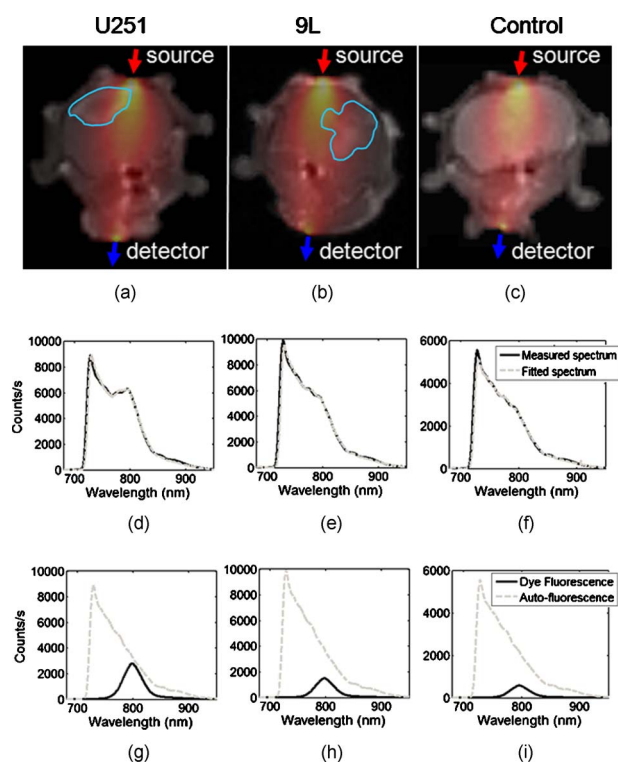 U251 9L Control
source source source
detector detector detector
(a) (b) (c)
10000 10000 6000
Measured spectrum
Fitted spectrum
8000 8000
6000 6000 4000
Counts/s
4000 4000
2000
2000 2000
0 0 0
700 800 900 700 800 900 700 800 900
Wavelength (nm) Wavelength (nm) Wavelength (nm)
(d) (e) (f)
10000 10000 6000
Dye Fluorescence
Auto-fluorescence
8000 8000
6000 6000 4000
Counts/s
4000 4000
2000
2000 2000
0 0 0
700 800 900 700 800 900 700 800 900
Wavelength (nm) Wavelength (nm) Wavelength (nm)
(g) (h) (i)